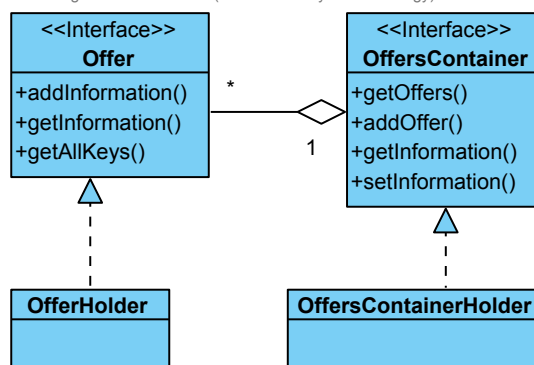 <<Interface>>
Offer
+addInformation()
+getInformation()
+getAllKeys()
*
1
<<Interface>>
OffersContainer
+getOffers()
+addOffer()
+getInformation()
+setInformation()
OfferHolder
OffersContainerHolder